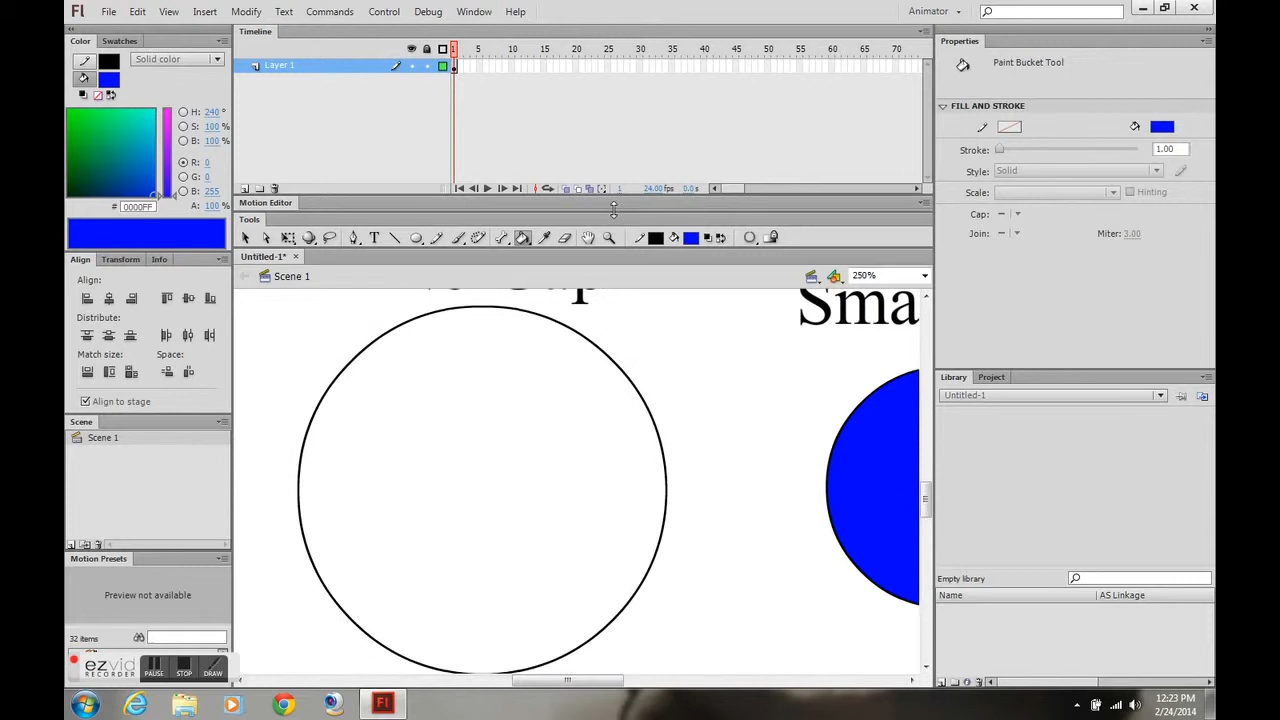 Fl File Edit View Insert Modify Text Commands Control Debug Window Help Animator
Color Swatches
Solid color
H: 240 °
S: 100 %
B: 100 %
R: 0
G: 0
B: 255
# 0000FF A: 100 %
Align Transform Info
Align:
Distribute:
Match size: Space:
Align to stage
Scene
Scene 1
Motion Presets
Preview not available
32 items
ezvid
RECORDER
PAUSE STOP DRAW
Timeline
1 5 10 15 20 25 30 35 40 45 50 55 60 65 70
Layer 1
1 24.00 fps 0.0 s
Motion Editor
Tools
Untitled-1*
Scene 1 250%
Sma
Properties
Paint Bucket Tool
FILL AND STROKE
Stroke: 1.00
Style: Solid
Scale: Hinting
Cap:
Join: Miter: 3.00
Library Project
Untitled-1
Empty library
Name AS Linkage
Fl
12:23 PM
2/24/2014